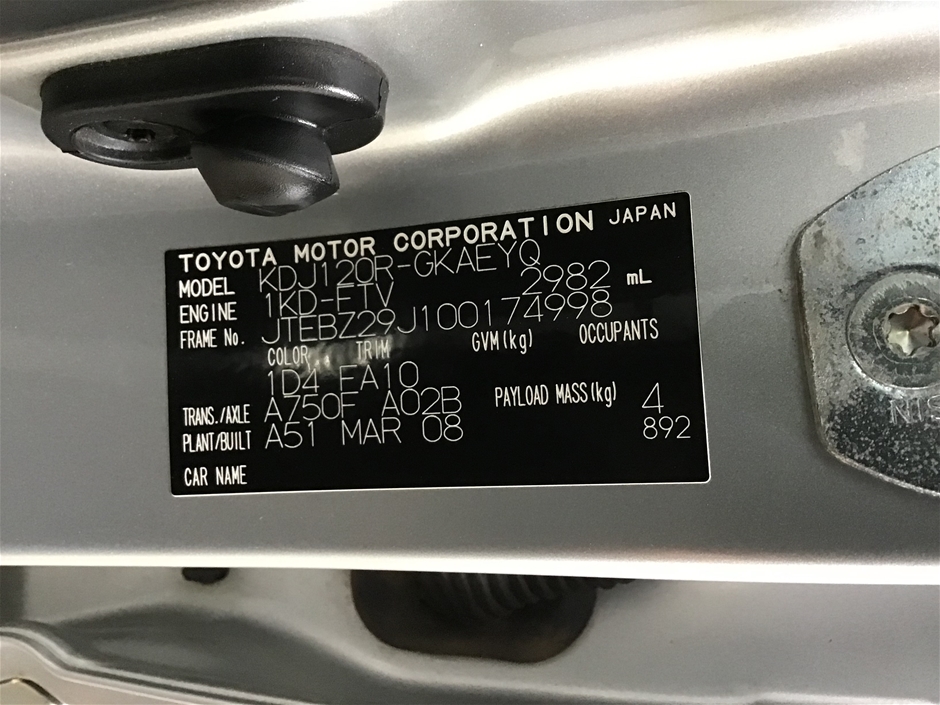 TOYOTA MOTOR CORPORATION JAPAN
MODEL KDJ120R-GKAEYQ
ENGINE 1KD-FTV 2982 mL
FRAME No. JTEBZ29J100174998
COLOR TRIM GVM(kg) OCCUPANTS
1D4 FA10
TRANS./AXLE A750F A02B PAYLOAD MASS(kg) 4
PLANT/BUILT A51 MAR 08 892
CAR NAME